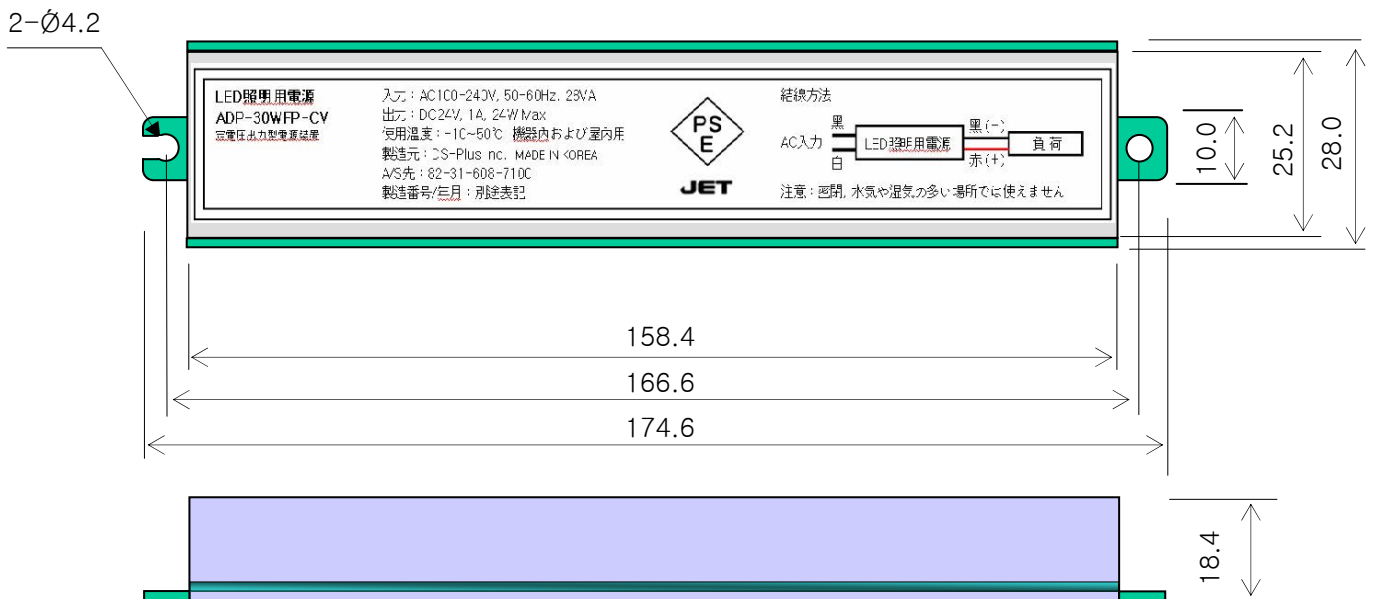 2-Ø4.2
LED照明用電源
ADP-30WFP-CV
定電圧出力型電源装置
入力 : AC100-240V, 50-60Hz, 28VA
出力 : DC24V, 1A, 24W Max
使用温度 : -10~50℃ 機器内および屋内用
製造元 : DS-Plus Inc. MADE IN KOREA
A/S先 : 82-31-608-7100
製造番号/年月 : 別途表記
PS
E
JET
結線方法
AC入力
黒
白
LED照明用電源
黒(-)
赤(+)
負荷
注意 : 密閉, 水気や湿気の多い場所では使えません
10.0
25.2
28.0
158.4
166.6
174.6
18.4